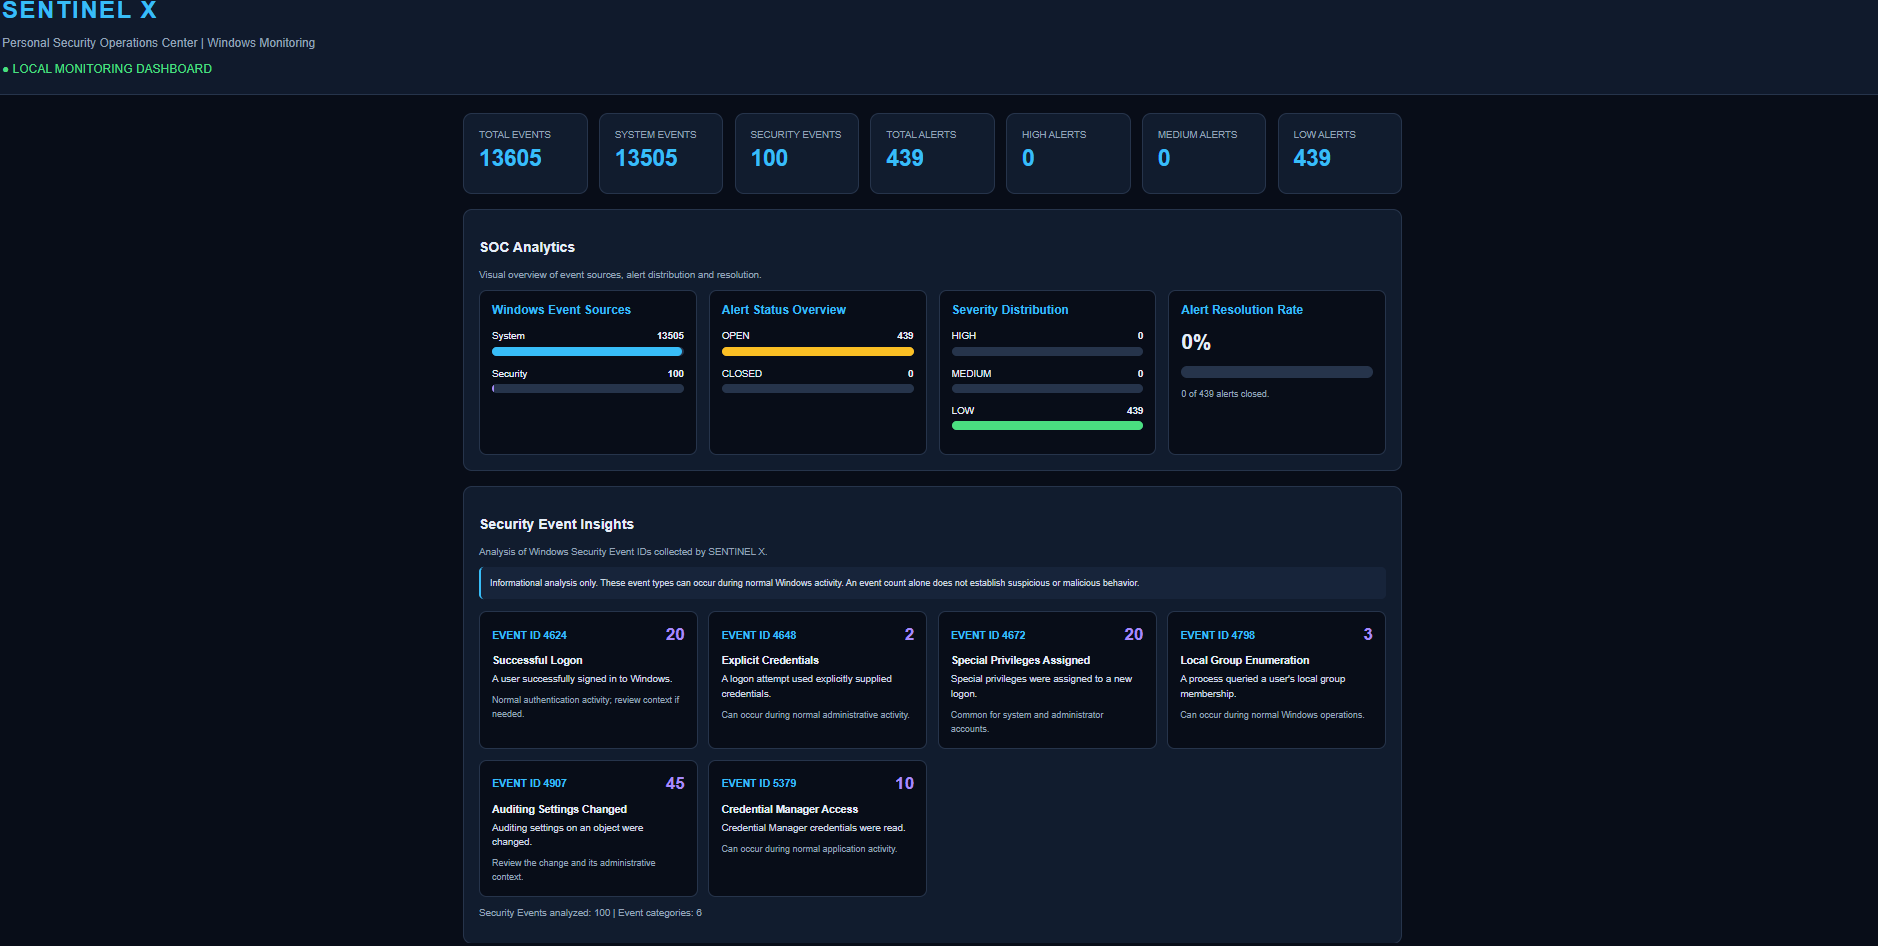 SENTINEL X
Personal Security Operations Center | Windows Monitoring
● LOCAL MONITORING DASHBOARD
TOTAL EVENTS
13605
SYSTEM EVENTS
13505
SECURITY EVENTS
100
TOTAL ALERTS
439
HIGH ALERTS
0
MEDIUM ALERTS
0
LOW ALERTS
439
SOC Analytics
Visual overview of event sources, alert distribution and resolution.
Windows Event Sources
System 13505
Security 100
Alert Status Overview
OPEN 439
CLOSED 0
Severity Distribution
HIGH 0
MEDIUM 0
LOW 439
Alert Resolution Rate
0%
0 of 439 alerts closed.
Security Event Insights
Analysis of Windows Security Event IDs collected by SENTINEL X.
Informational analysis only. These event types can occur during normal Windows activity. An event count alone does not establish suspicious or malicious behavior.
EVENT ID 4624 20
Successful Logon
A user successfully signed in to Windows.
Normal authentication activity; review context if
needed.
EVENT ID 4648 2
Explicit Credentials
A logon attempt used explicitly supplied
credentials.
Can occur during normal administrative activity.
EVENT ID 4672 20
Special Privileges Assigned
Special privileges were assigned to a new
logon.
Common for system and administrator
accounts.
EVENT ID 4798 3
Local Group Enumeration
A process queried a user's local group
membership.
Can occur during normal Windows operations.
EVENT ID 4907 45
Auditing Settings Changed
Auditing settings on an object were
changed.
Review the change and its administrative
context.
EVENT ID 5379 10
Credential Manager Access
Credential Manager credentials were read.
Can occur during normal application activity.
Security Events analyzed: 100 | Event categories: 6